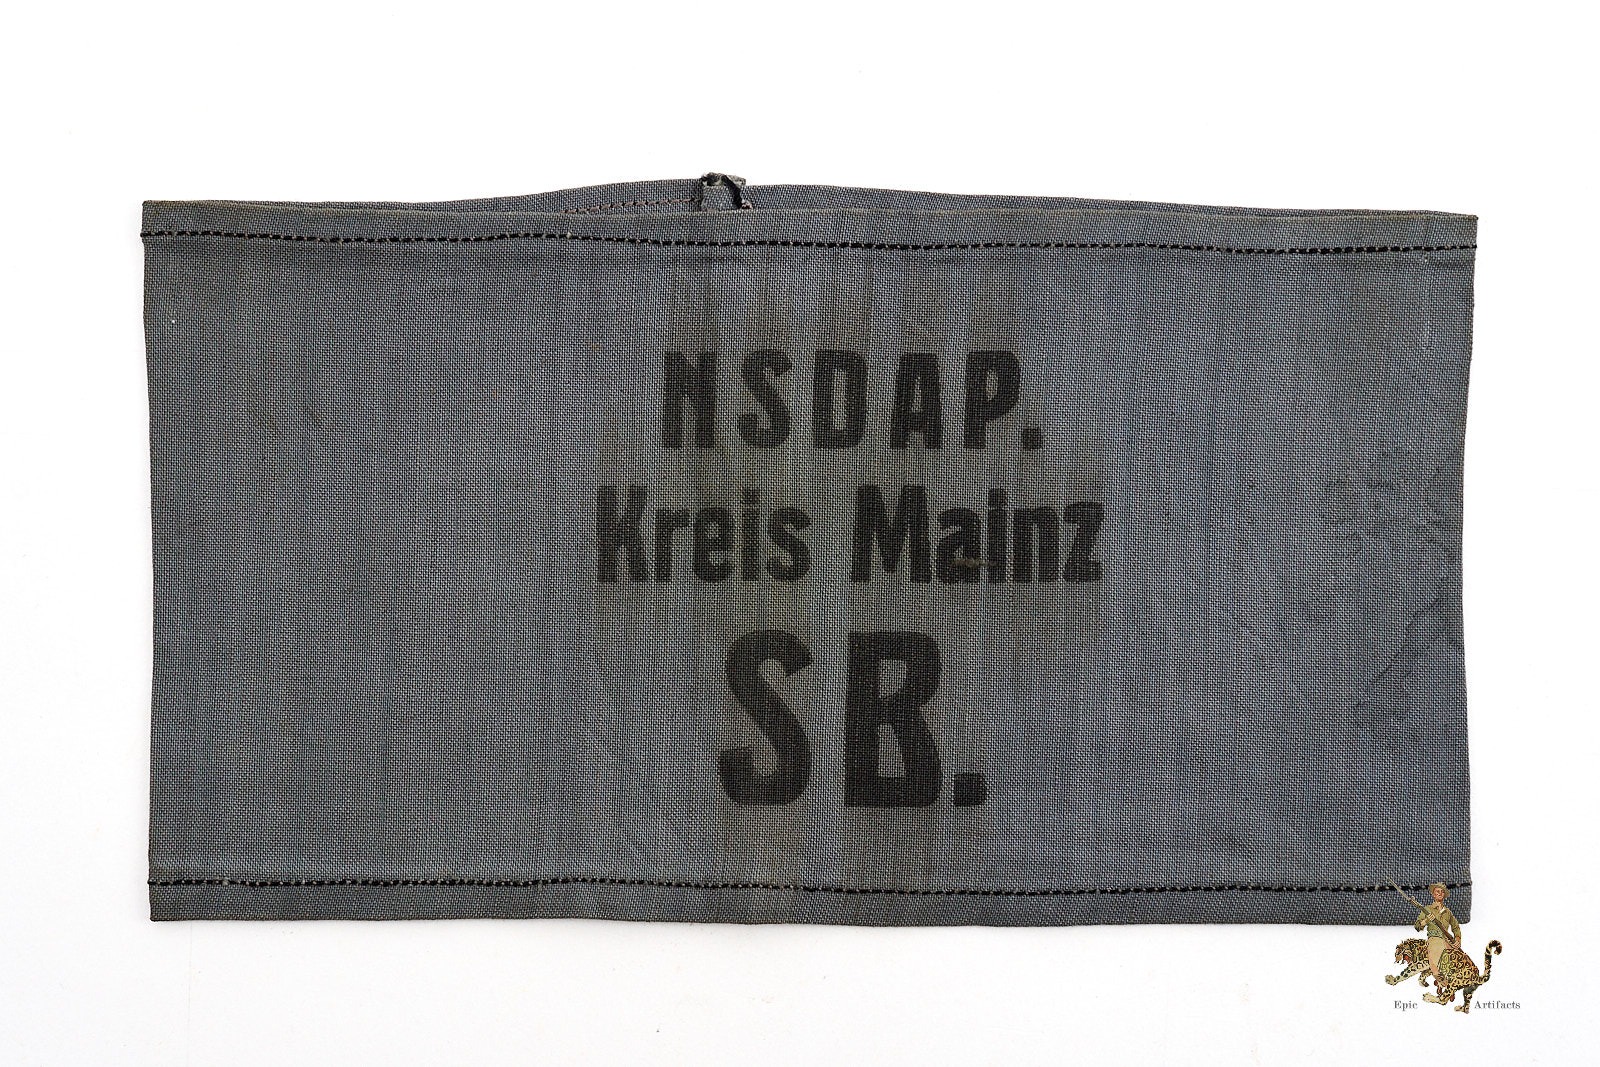 NSDAP.
Kreis Mainz
SB.
Epic Artifacts